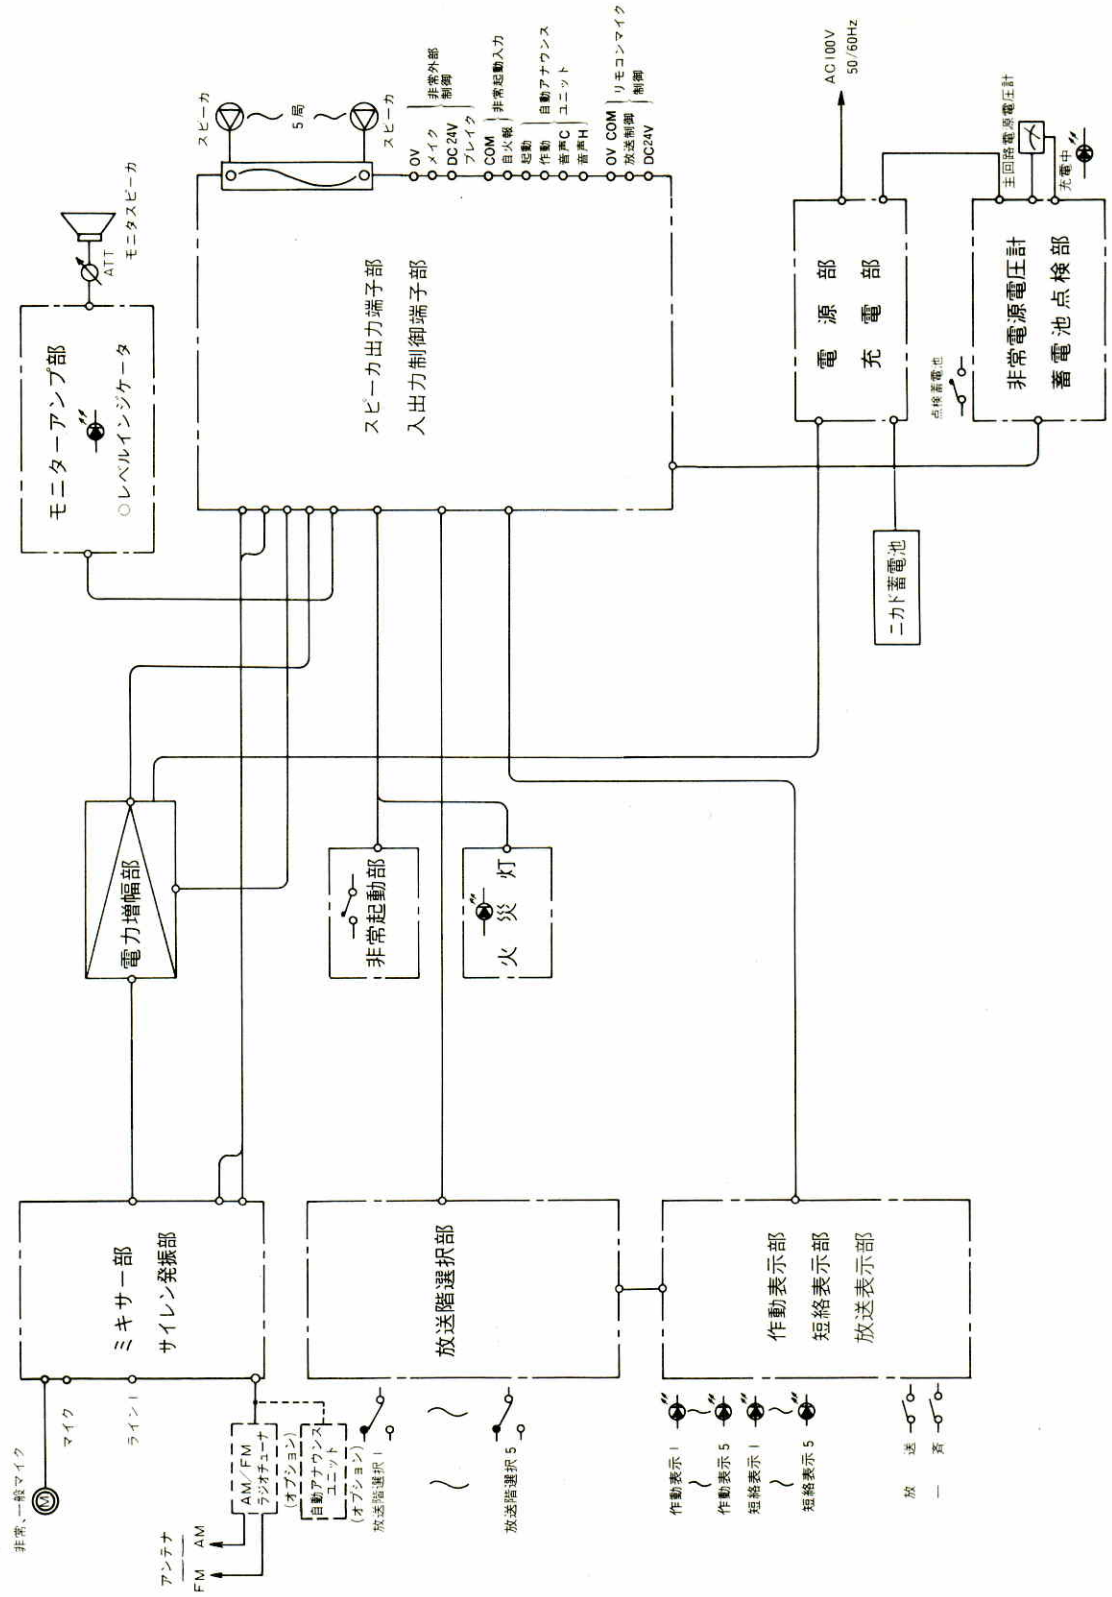 非常、一般マイク
M
マイク
ライン1
ミキサー部
サイレン発振部
アンテナ
AM
FM
AM/FM
ラジオチューナ
(オプション)
自動アナウンス
ユニット
(オプション)
電力増幅部
モニターアンプ部
○レベルインジケータ
ATT
モニタスピーカ
スピーカ
5局
スピーカ
スピーカ出力端子部
入出力制御端子部
0V
メイク
DC24V
ブレイク
非常外部
制御
COM
自火報
非常起動入力
起動
作動
音声C
音声H
自動アナウンス
ユニット
0V COM
放送制御
DC24V
リモコンマイク
制御
放送階選択1
放送階選択5
放送階選択部
非常起動部
火災灯
作動表示1
作動表示5
短絡表示1
短絡表示5
放送
一斉
作動表示部
短絡表示部
放送表示部
AC100V
50/60Hz
電源部
充電部
ニカド蓄電池
点検蓄電池
主回路電源電圧計
充電中
非常電源電圧計
蓄電池点検部